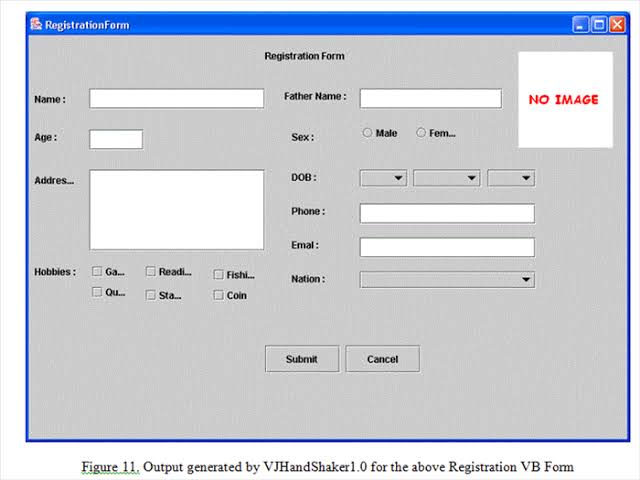 RegistrationForm
Registration Form
NO IMAGE
Name :
Father Name :
Age :
Sex :
Male
Fem...
Addres...
DOB :
Phone :
Emal :
Hobbies :
Ga...
Readi...
Fishi...
Nation :
Qu...
Sta...
Coin
Submit
Cancel
Figure 11. Output generated by VJHandShaker1.0 for the above Registration VB Form